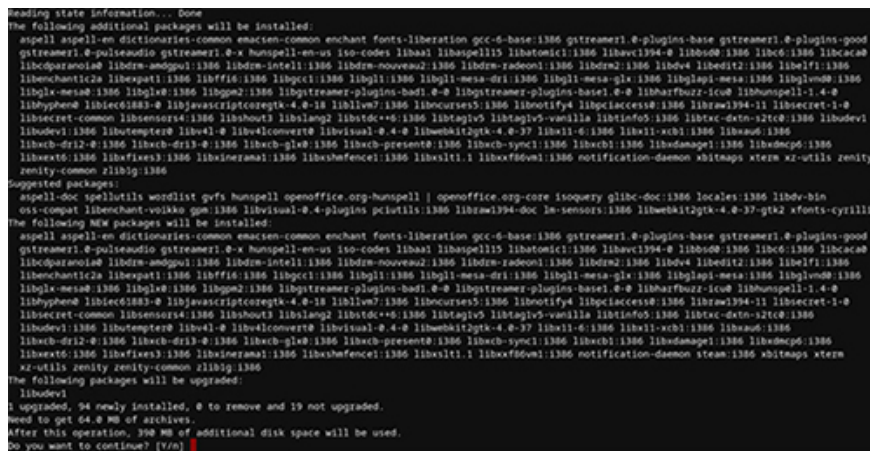 Reading state information... Done
The following additional packages will be installed:
aspell aspell-en dictionaries-common emacsen-common enchant fonts-liberation gcc-6-base:i386 gstreamer1.0-plugins-base gstreamer1.0-plugins-good
gstreamer1.0-pulseaudio gstreamer1.0-x hunspell-en-us iso-codes libaa1 libaspell15 libatomic1:i386 libavc1394-0 libbsd0:i386 libc6:i386 libcaca0
libcdparanoia0 libdrm-amdgpu1:i386 libdrm-intel1:i386 libdrm-nouveau2:i386 libdrm-radeon1:i386 libdrm2:i386 libdv4 libedit2:i386 libelf1:i386
libenchant1c2a libexpat1:i386 libffi6:i386 libgcc1:i386 libgl1:i386 libgl1-mesa-dri:i386 libgl1-mesa-glx:i386 libglapi-mesa:i386 libglvnd0:i386
libglx-mesa0:i386 libglx0:i386 libgpm2:i386 libgstreamer-plugins-bad1.0-0 libgstreamer-plugins-base1.0-0 libharfbuzz-icu0 libhunspell-1.4-0
libhyphen0 libiec61883-0 libjavascriptcoregtk-4.0-18 libllvm7:i386 libncurses5:i386 libnotify4 libpciaccess0:i386 libraw1394-11 libsecret-1-0
libsecret-common libsensors4:i386 libshout3 libslang2 libstdc++6:i386 libtag1v5 libtag1v5-vanilla libtinfo5:i386 libtxc-dxtn-s2tc0:i386 libudev1
libudev1:i386 libutempter0 libv4l-0 libv4lconvert0 libvisual-0.4-0 libwebkit2gtk-4.0-37 libx11-6:i386 libx11-xcb1:i386 libxau6:i386
libxcb-dri2-0:i386 libxcb-dri3-0:i386 libxcb-glx0:i386 libxcb-present0:i386 libxcb-sync1:i386 libxcb1:i386 libxdamage1:i386 libxdmcp6:i386
libxext6:i386 libxfixes3:i386 libxinerama1:i386 libxshmfence1:i386 libxslt1.1 libxxf86vm1:i386 notification-daemon xbitmaps xterm xz-utils zenity
zenity-common zlib1g:i386
Suggested packages:
aspell-doc spellutils wordlist gvfs hunspell openoffice.org-hunspell | openoffice.org-core isoquery glibc-doc:i386 locales:i386 libdv-bin
oss-compat libenchant-voikko gpm:i386 libvisual-0.4-plugins pciutils:i386 libraw1394-doc lm-sensors:i386 libwebkit2gtk-4.0-37-gtk2 xfonts-cyrilli
The following NEW packages will be installed:
aspell aspell-en dictionaries-common emacsen-common enchant fonts-liberation gcc-6-base:i386 gstreamer1.0-plugins-base gstreamer1.0-plugins-good
gstreamer1.0-pulseaudio gstreamer1.0-x hunspell-en-us iso-codes libaa1 libaspell15 libatomic1:i386 libavc1394-0 libbsd0:i386 libc6:i386 libcaca0
libcdparanoia0 libdrm-amdgpu1:i386 libdrm-intel1:i386 libdrm-nouveau2:i386 libdrm-radeon1:i386 libdrm2:i386 libdv4 libedit2:i386 libelf1:i386
libenchant1c2a libexpat1:i386 libffi6:i386 libgcc1:i386 libgl1:i386 libgl1-mesa-dri:i386 libgl1-mesa-glx:i386 libglapi-mesa:i386 libglvnd0:i386
libglx-mesa0:i386 libglx0:i386 libgpm2:i386 libgstreamer-plugins-bad1.0-0 libgstreamer-plugins-base1.0-0 libharfbuzz-icu0 libhunspell-1.4-0
libhyphen0 libiec61883-0 libjavascriptcoregtk-4.0-18 libllvm7:i386 libncurses5:i386 libnotify4 libpciaccess0:i386 libraw1394-11 libsecret-1-0
libsecret-common libsensors4:i386 libshout3 libslang2 libstdc++6:i386 libtag1v5 libtag1v5-vanilla libtinfo5:i386 libtxc-dxtn-s2tc0:i386
libudev1:i386 libutempter0 libv4l-0 libv4lconvert0 libvisual-0.4-0 libwebkit2gtk-4.0-37 libx11-6:i386 libx11-xcb1:i386 libxau6:i386
libxcb-dri2-0:i386 libxcb-dri3-0:i386 libxcb-glx0:i386 libxcb-present0:i386 libxcb-sync1:i386 libxcb1:i386 libxdamage1:i386 libxdmcp6:i386
libxext6:i386 libxfixes3:i386 libxinerama1:i386 libxshmfence1:i386 libxslt1.1 libxxf86vm1:i386 notification-daemon steam:i386 xbitmaps xterm
xz-utils zenity zenity-common zlib1g:i386
The following packages will be upgraded:
libudev1
1 upgraded, 94 newly installed, 0 to remove and 19 not upgraded.
Need to get 64.0 MB of archives.
After this operation, 390 MB of additional disk space will be used.
Do you want to continue? [Y/n]